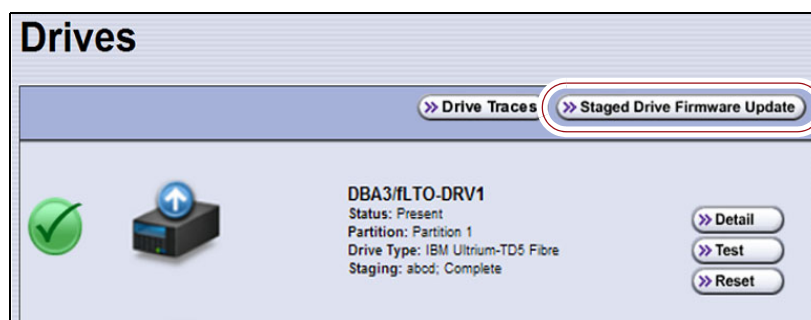 Drives
» Drive Traces
» Staged Drive Firmware Update
DBA3/fLTO-DRV1
Status: Present
Partition: Partition 1
Drive Type: IBM Ultrium-TD5 Fibre
Staging: abcd; Complete
» Detail
» Test
» Reset